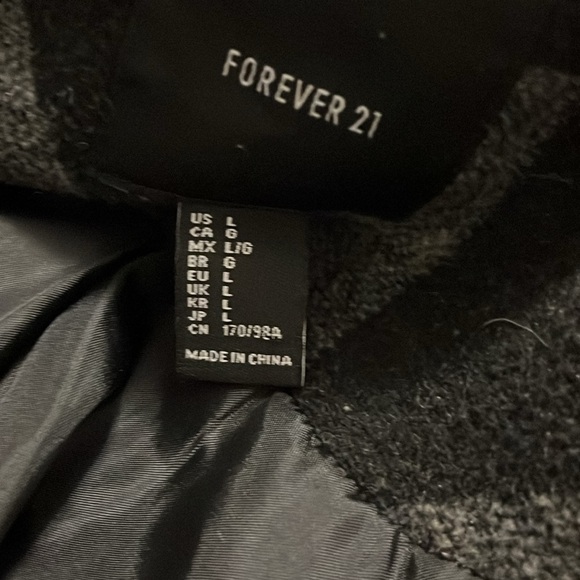 FOREVER 21
US L
CA G
MX L/G
BR G
EU L
UK L
KR L
JP L
CN 170/98A
MADE IN CHINA